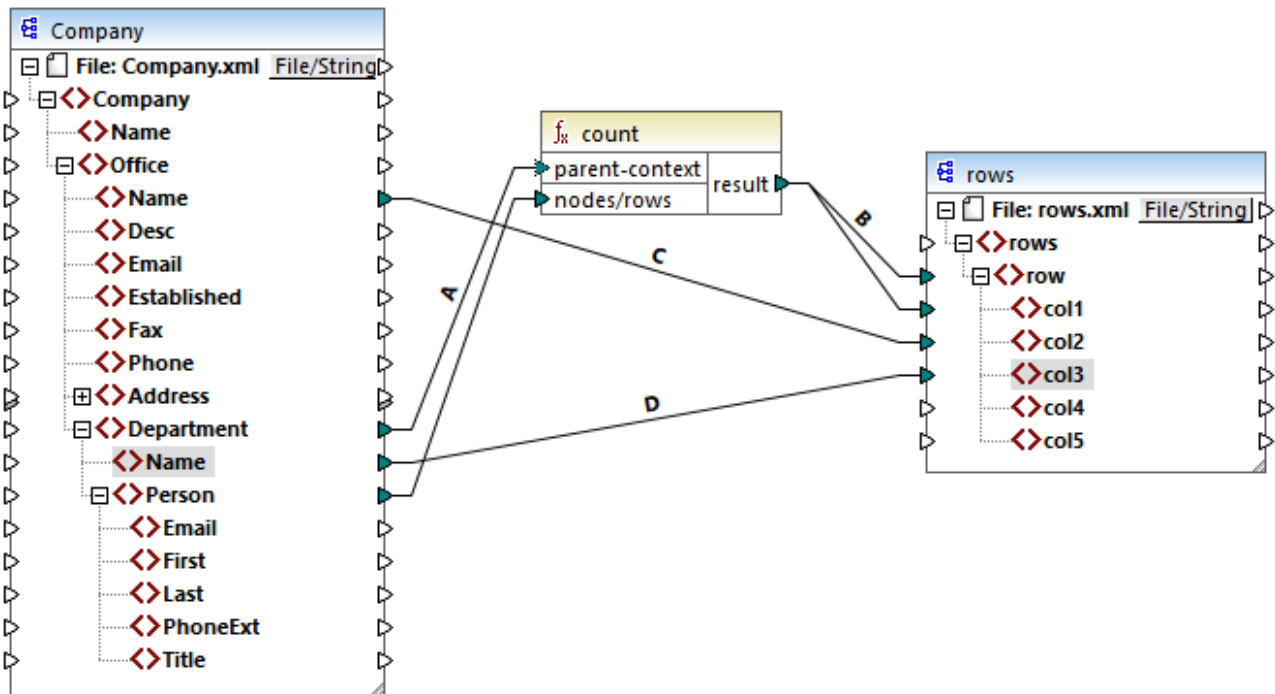 Company
File: Company.xml File/String
Company
Name
Office
Name
Desc
Email
Established
Fax
Phone
Address
Department
Name
Person
Email
First
Last
PhoneExt
Title
A
fx count
parent-context
nodes/rows
result
B
C
D
rows
File: rows.xml File/String
rows
row
col1
col2
col3
col4
col5